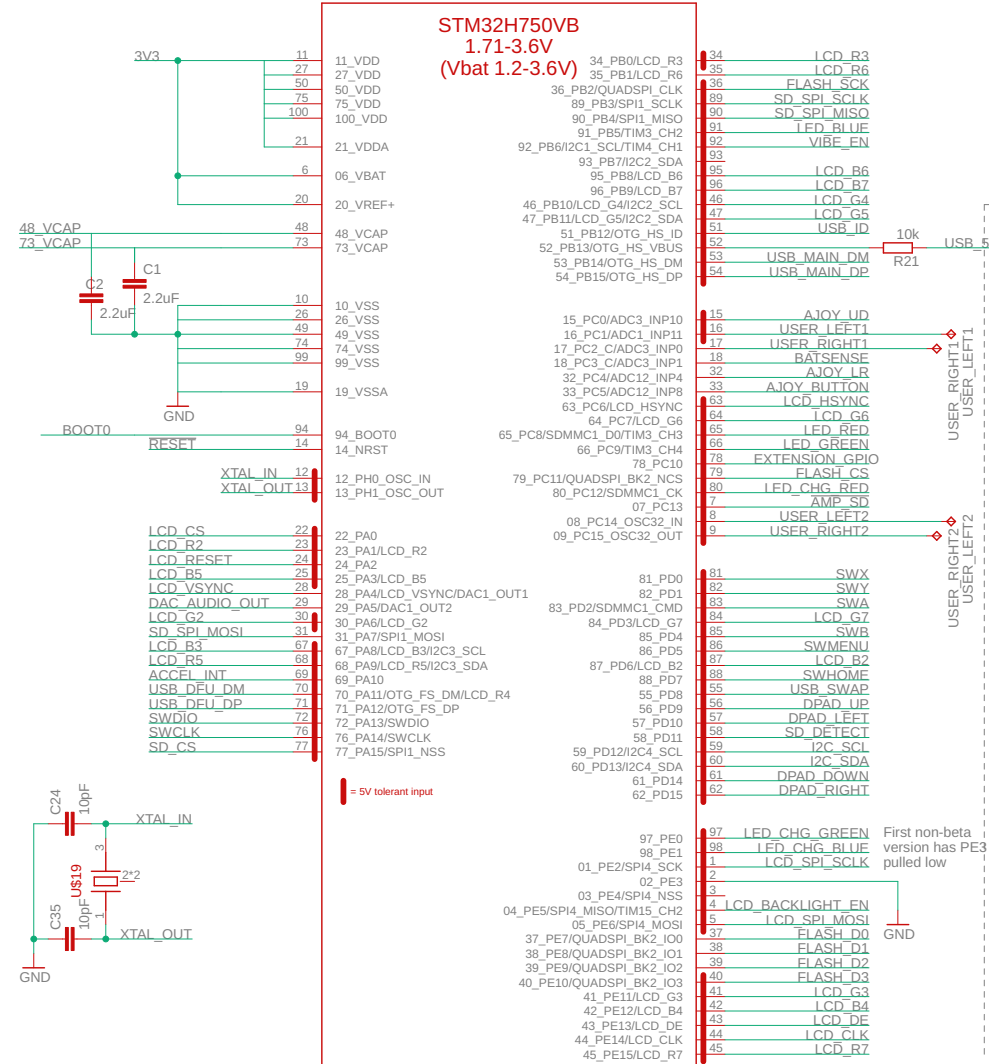 STM32H750VB
1.71-3.6V
(Vbat 1.2-3.6V)
3V3
11 11_VDD
27 27_VDD
50 50_VDD
75 75_VDD
100 100_VDD
21 21_VDDA
6 06_VBAT
20 20_VREF+
48_VCAP 48 48_VCAP
73_VCAP 73 73_VCAP
C1
2.2uF
C2
2.2uF
10 10_VSS
26 26_VSS
49 49_VSS
74 74_VSS
99 99_VSS
19 19_VSSA
GND
BOOT0 94 94_BOOT0
RESET 14 14_NRST
XTAL_IN 12 12_PH0_OSC_IN
XTAL_OUT 13 13_PH1_OSC_OUT
LCD_CS 22 22_PA0
LCD_R2 23 23_PA1/LCD_R2
LCD_RESET 24 24_PA2
LCD_B5 25 25_PA3/LCD_B5
LCD_VSYNC 28 28_PA4/LCD_VSYNC/DAC1_OUT1
DAC_AUDIO_OUT 29 29_PA5/DAC1_OUT2
LCD_G2 30 30_PA6/LCD_G2
SD_SPI_MOSI 31 31_PA7/SPI1_MOSI
LCD_B3 67 67_PA8/LCD_B3/I2C3_SCL
LCD_R5 68 68_PA9/LCD_R5/I2C3_SDA
ACCEL_INT 69 69_PA10
USB_DFU_DM 70 70_PA11/OTG_FS_DM/LCD_R4
USB_DFU_DP 71 71_PA12/OTG_FS_DP
SWDIO 72 72_PA13/SWDIO
SWCLK 76 76_PA14/SWCLK
SD_CS 77 77_PA15/SPI1_NSS
= 5V tolerant input
C24
10pF
XTAL_IN
3
U$19
2*2
1
C35
10pF
XTAL_OUT
GND
34_PB0/LCD_R3 34 LCD_R3
35_PB1/LCD_R6 35 LCD_R6
36_PB2/QUADSPI_CLK 36 FLASH_SCK
89_PB3/SPI1_SCLK 89 SD_SPI_SCLK
90_PB4/SPI1_MISO 90 SD_SPI_MISO
91_PB5/TIM3_CH2 91 LED_BLUE
92_PB6/I2C1_SCL/TIM4_CH1 92 VIBE_EN
93_PB7/I2C2_SDA 93
95_PB8/LCD_B6 95 LCD_B6
96_PB9/LCD_B7 96 LCD_B7
46_PB10/LCD_G4/I2C2_SCL 46 LCD_G4
47_PB11/LCD_G5/I2C2_SDA 47 LCD_G5
51_PB12/OTG_HS_ID 51 USB_ID
52_PB13/OTG_HS_VBUS 52 10k R21 USB_5
53_PB14/OTG_HS_DM 53 USB_MAIN_DM
54_PB15/OTG_HS_DP 54 USB_MAIN_DP
15_PC0/ADC3_INP10 15 AJOY_UD
16_PC1/ADC1_INP11 16 USER_LEFT1
17_PC2_C/ADC3_INP0 17 USER_RIGHT1
18_PC3_C/ADC3_INP1 18 BATSENSE
32_PC4/ADC12_INP4 32 AJOY_LR
33_PC5/ADC12_INP8 33 AJOY_BUTTON
63_PC6/LCD_HSYNC 63 LCD_HSYNC
64_PC7/LCD_G6 64 LCD_G6
65_PC8/SDMMC1_D0/TIM3_CH3 65 LED_RED
66_PC9/TIM3_CH4 66 LED_GREEN
78_PC10 78 EXTENSION_GPIO
79_PC11/QUADSPI_BK2_NCS 79 FLASH_CS
80_PC12/SDMMC1_CK 80 LED_CHG_RED
07_PC13 7 AMP_SD
08_PC14_OSC32_IN 8 USER_LEFT2
09_PC15_OSC32_OUT 9 USER_RIGHT2
USER_RIGHT1
USER_LEFT1
USER_RIGHT2
USER_LEFT2
81_PD0 81 SWX
82_PD1 82 SWY
83_PD2/SDMMC1_CMD 83 SWA
84_PD3/LCD_G7 84 LCD_G7
85_PD4 85 SWB
86_PD5 86 SWMENU
87_PD6/LCD_B2 87 LCD_B2
88_PD7 88 SWHOME
55_PD8 55 USB_SWAP
56_PD9 56 DPAD_UP
57_PD10 57 DPAD_LEFT
58_PD11 58 SD_DETECT
59_PD12/I2C4_SCL 59 I2C_SCL
60_PD13/I2C4_SDA 60 I2C_SDA
61_PD14 61 DPAD_DOWN
62_PD15 62 DPAD_RIGHT
97_PE0 97 LED_CHG_GREEN
98_PE1 98 LED_CHG_BLUE
01_PE2/SPI4_SCK 1 LCD_SPI_SCLK
02_PE3 2
03_PE4/SPI4_NSS 3
04_PE5/SPI4_MISO/TIM15_CH2 4 LCD_BACKLIGHT_EN
05_PE6/SPI4_MOSI 5 LCD_SPI_MOSI
37_PE7/QUADSPI_BK2_IO0 37 FLASH_D0
38_PE8/QUADSPI_BK2_IO1 38 FLASH_D1
39_PE9/QUADSPI_BK2_IO2 39 FLASH_D2
40_PE10/QUADSPI_BK2_IO3 40 FLASH_D3
41_PE11/LCD_G3 41 LCD_G3
42_PE12/LCD_B4 42 LCD_B4
43_PE13/LCD_DE 43 LCD_DE
44_PE14/LCD_CLK 44 LCD_CLK
45_PE15/LCD_R7 45 LCD_R7
First non-beta
version has PE3
pulled low
GND